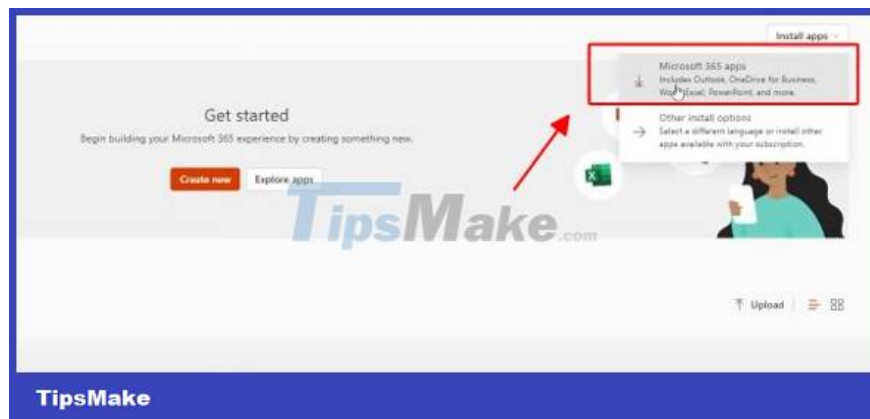 Install apps
Microsoft 365 apps
Includes Outlook, OneDrive for Business,
Word, Excel, PowerPoint, and more.
Get started
Other install options
Begin building your Microsoft 365 experience by creating something new.
Select a different language or install other
apps available with your subscription.
Create new
Explore apps
TipsMake.com
Upload
TipsMake